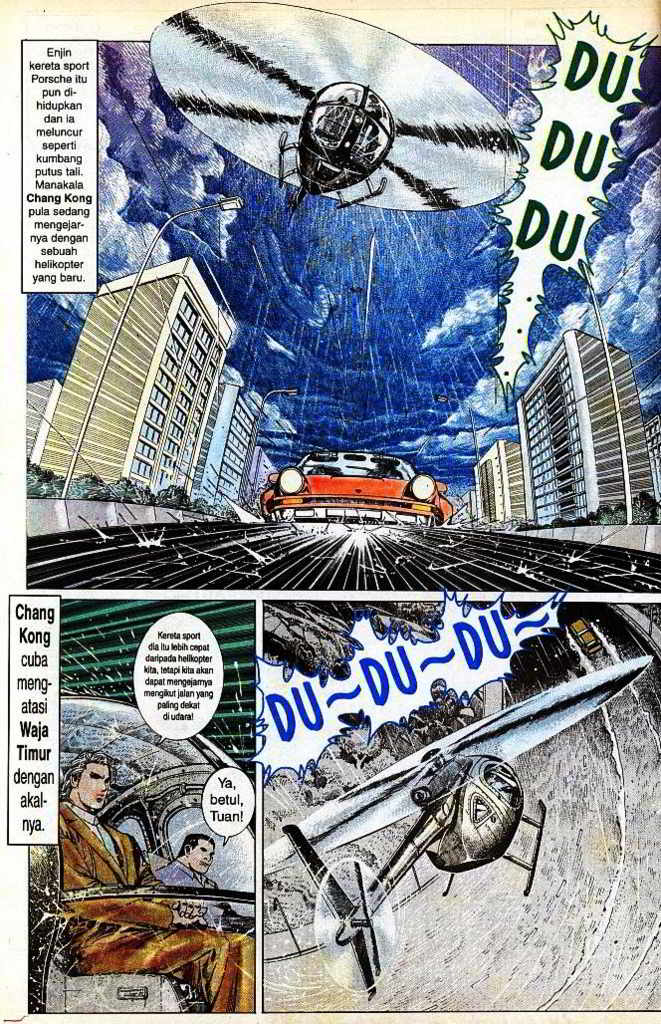 Enjin
kereta sport
Porsche itu
pun di-
hidupkan
dan ia
meluncur
seperti
kumbang
putus tali.
Manakala
Chang Kong
pula sedang
mengejar-
nya dengan
sebuah
helikopter
yang baru.
DU
DU
DU
Chang
Kong
cuba
meng-
atasi
Waja
Timur
dengan
akal-
nya.
Kereta sport
dia itu lebih cepat
daripada helikopter
kita, tetapi kita akan
dapat mengejarnya
mengikut jalan yang
paling dekat
di udara!
Ya,
betul,
Tuan!
DU~DU~DU~